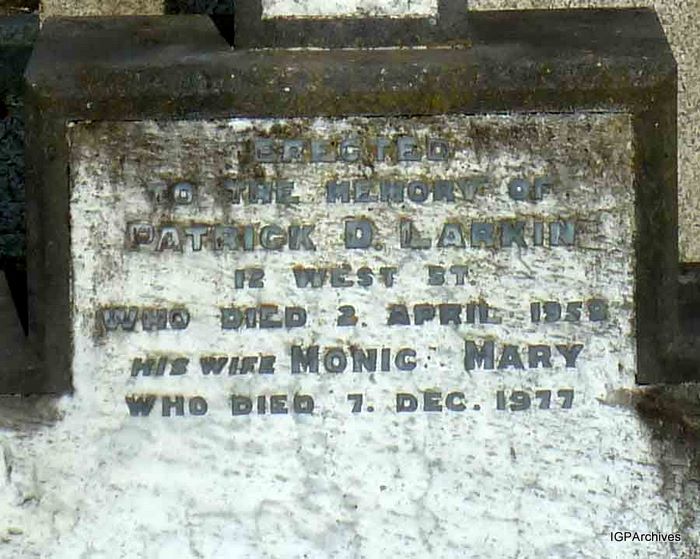 ERECTED
TO THE MEMORY OF
PATRICK D. LARKIN
12 WEST ST.
WHO DIED 2. APRIL
HIS WIFE MONIC MARY
WHO DIED 7. DEC. 1977
IGPArchives